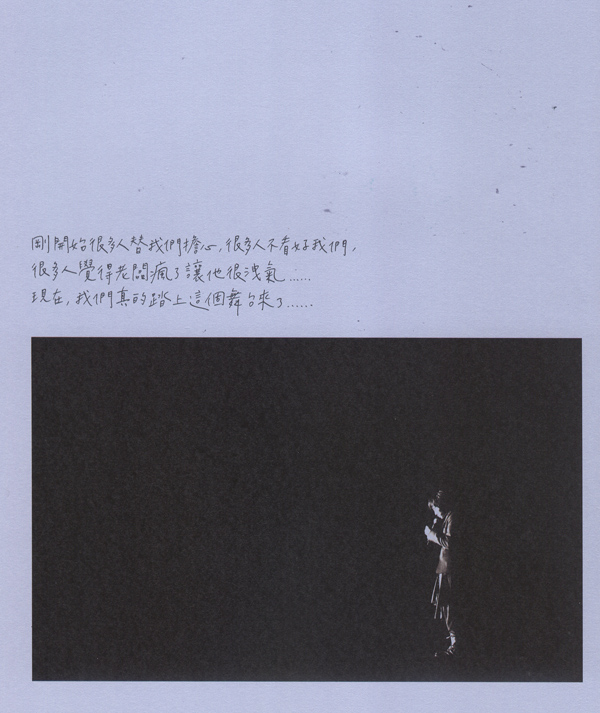 剛開始很多人替我們擔心，很多人不看好我們，
很多人覺得老闆瘋了讓他很洩氣……
現在，我們真的踏上這個舞台來了……